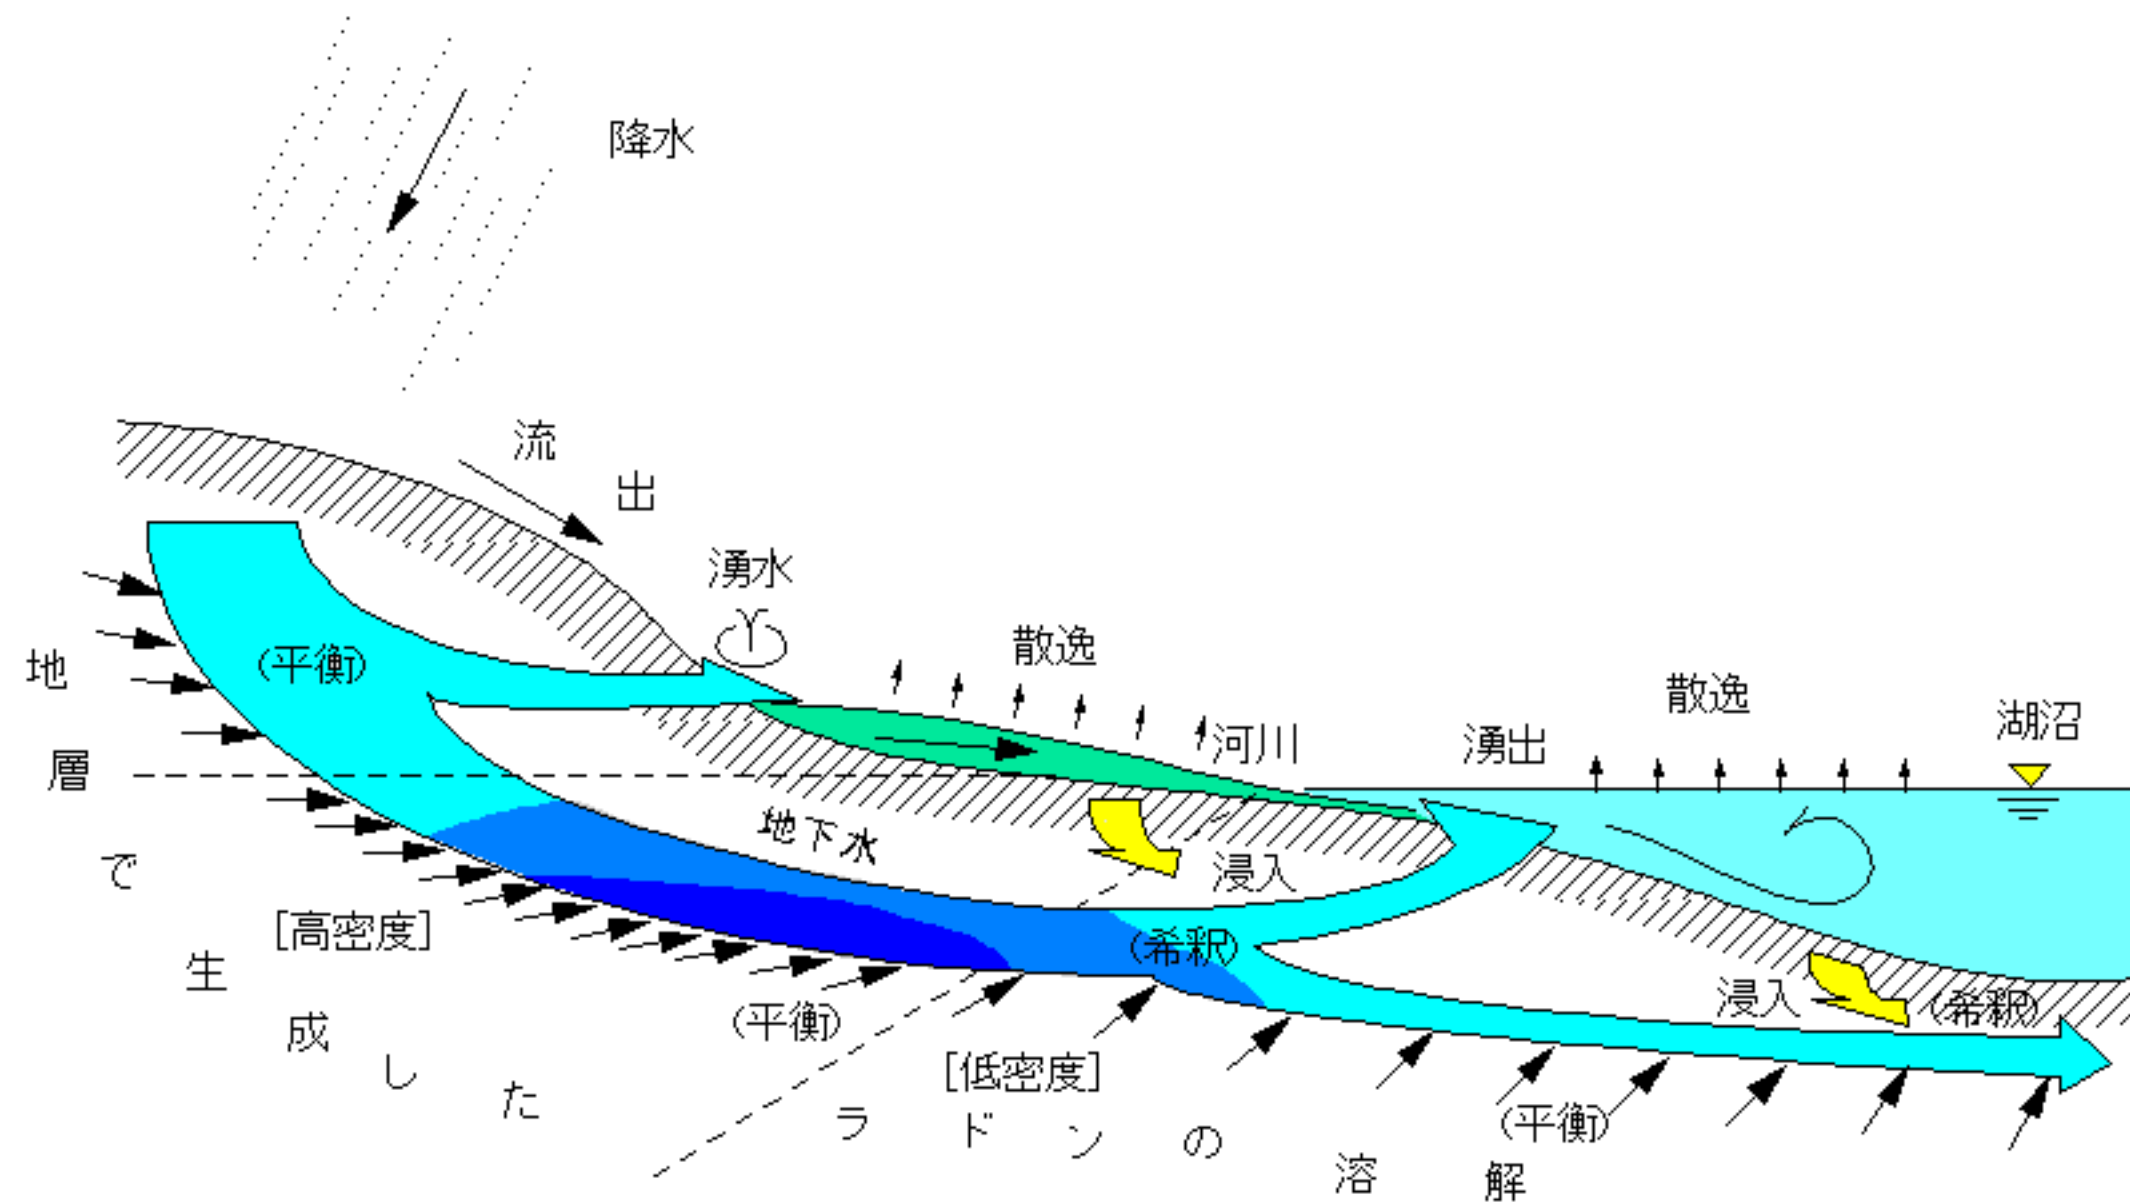 降水
流出
湧水
散逸
河川
湧出
散逸
湖沼
(平衡)
地下水
浸入
[高密度]
(希釈)
浸入
(希釈)
(平衡)
[低密度]
(平衡)
地層で生成したラドンの溶解